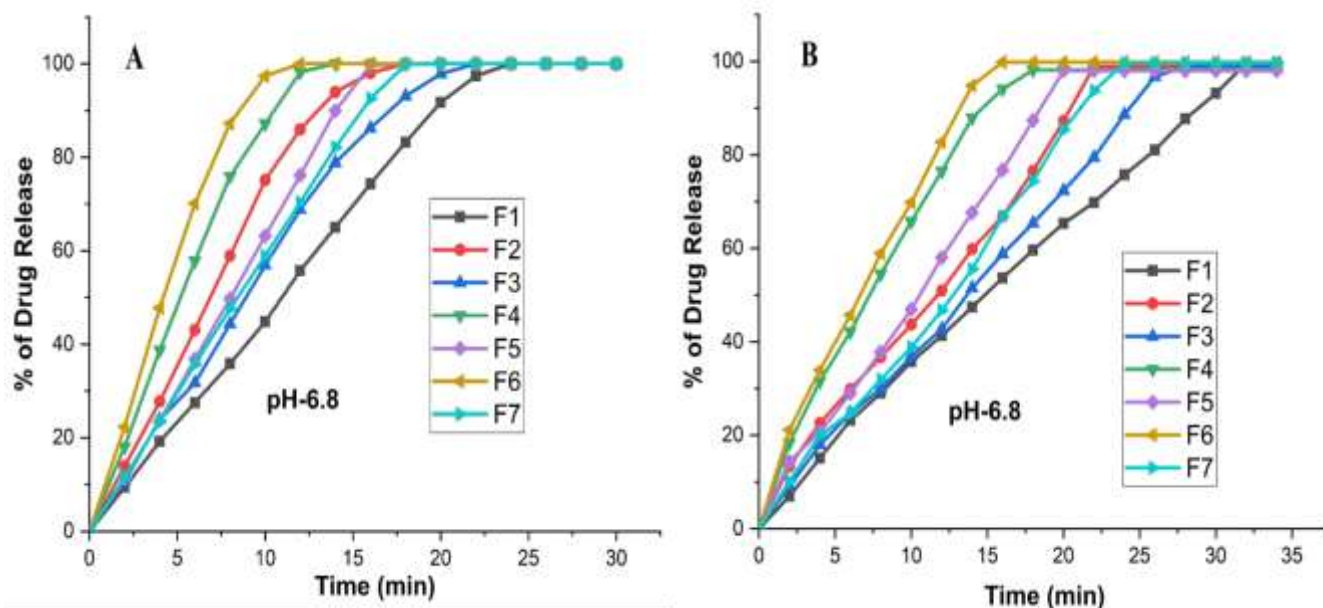 A
100
80
60
40
20
0
% of Drug Release
pH-6.8
F1
F2
F3
F4
F5
F6
F7
0 5 10 15 20 25 30
Time (min)
B
100
80
60
40
20
0
% of Drug Release
pH-6.8
F1
F2
F3
F4
F5
F6
F7
0 5 10 15 20 25 30 35
Time (min)